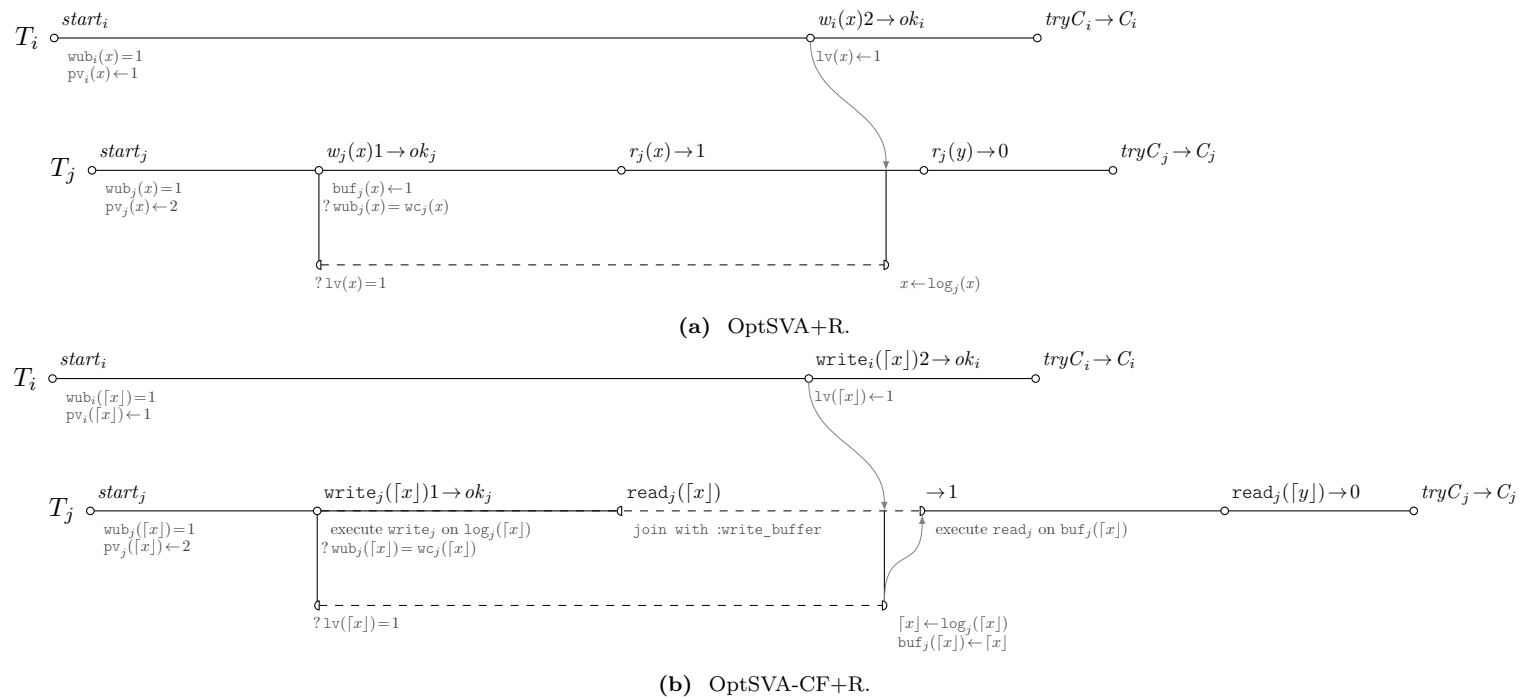 start_i
w_i(x)2→ok_i
tryC_i→C_i
T_i
wub_i(x)=1
pv_i(x)←1
lv(x)←1
start_j
w_j(x)1→ok_j
r_j(x)→1
r_j(y)→0
tryC_j→C_j
T_j
wub_j(x)=1
pv_j(x)←2
buf_j(x)←1
?wub_j(x)=wc_j(x)
?lv(x)=1
x←log_j(x)
(a) OptSVA+R.
start_i
write_i(⌈x⌋)2→ok_i
tryC_i→C_i
T_i
wub_i(⌈x⌋)=1
pv_i(⌈x⌋)←1
lv(⌈x⌋)←1
start_j
write_j(⌈x⌋)1→ok_j
read_j(⌈x⌋)
→1
read_j(⌈y⌋)→0
tryC_j→C_j
T_j
wub_j(⌈x⌋)=1
pv_j(⌈x⌋)←2
execute write_j on log_j(⌈x⌋)
?wub_j(⌈x⌋)=wc_j(⌈x⌋)
join with :write_buffer
execute read_j on buf_j(⌈x⌋)
?lv(⌈x⌋)=1
⌈x⌋←log_j(⌈x⌋)
buf_j(⌈x⌋)←⌈x⌋
(b) OptSVA-CF+R.